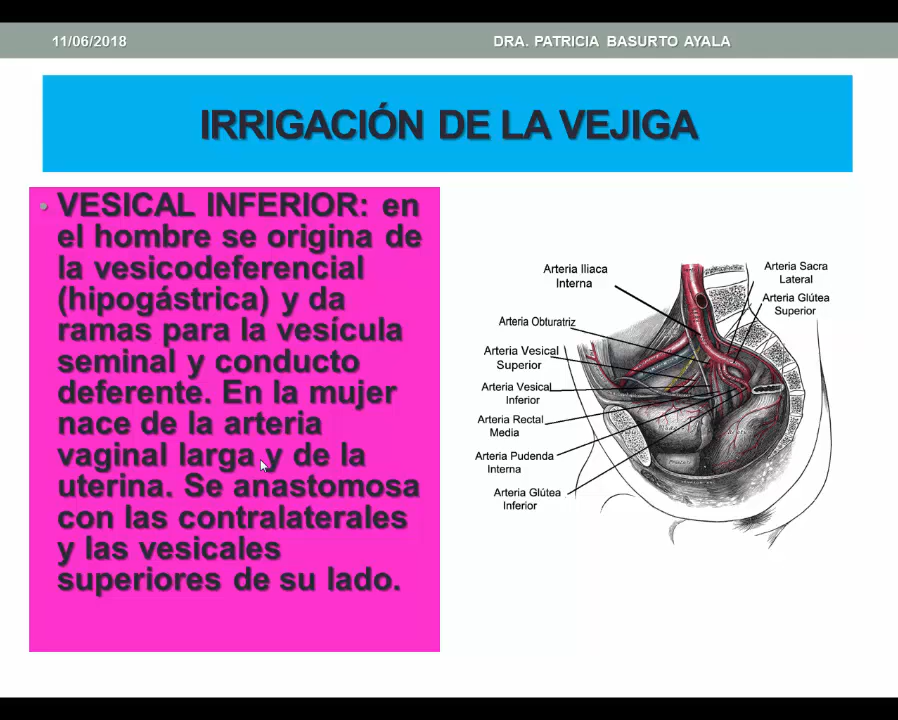 11/06/2018
DRA. PATRICIA BASURTO AYALA
IRRIGACIÓN DE LA VEJIGA
• VESICAL INFERIOR: en
el hombre se origina de
la vesicodeferencial
(hipogástrica) y da
ramas para la vesícula
seminal y conducto
deferente. En la mujer
nace de la arteria
vaginal larga y de la
uterina. Se anastomosa
con las contralaterales
y las vesicales
superiores de su lado.
Arteria Iliaca
Interna
Arteria Obturatriz
Arteria Vesical
Superior
Arteria Vesical
Inferior
Arteria Rectal
Media
Arteria Pudenda
Interna
Arteria Glútea
Inferior
Arteria Sacra
Lateral
Arteria Glútea
Superior